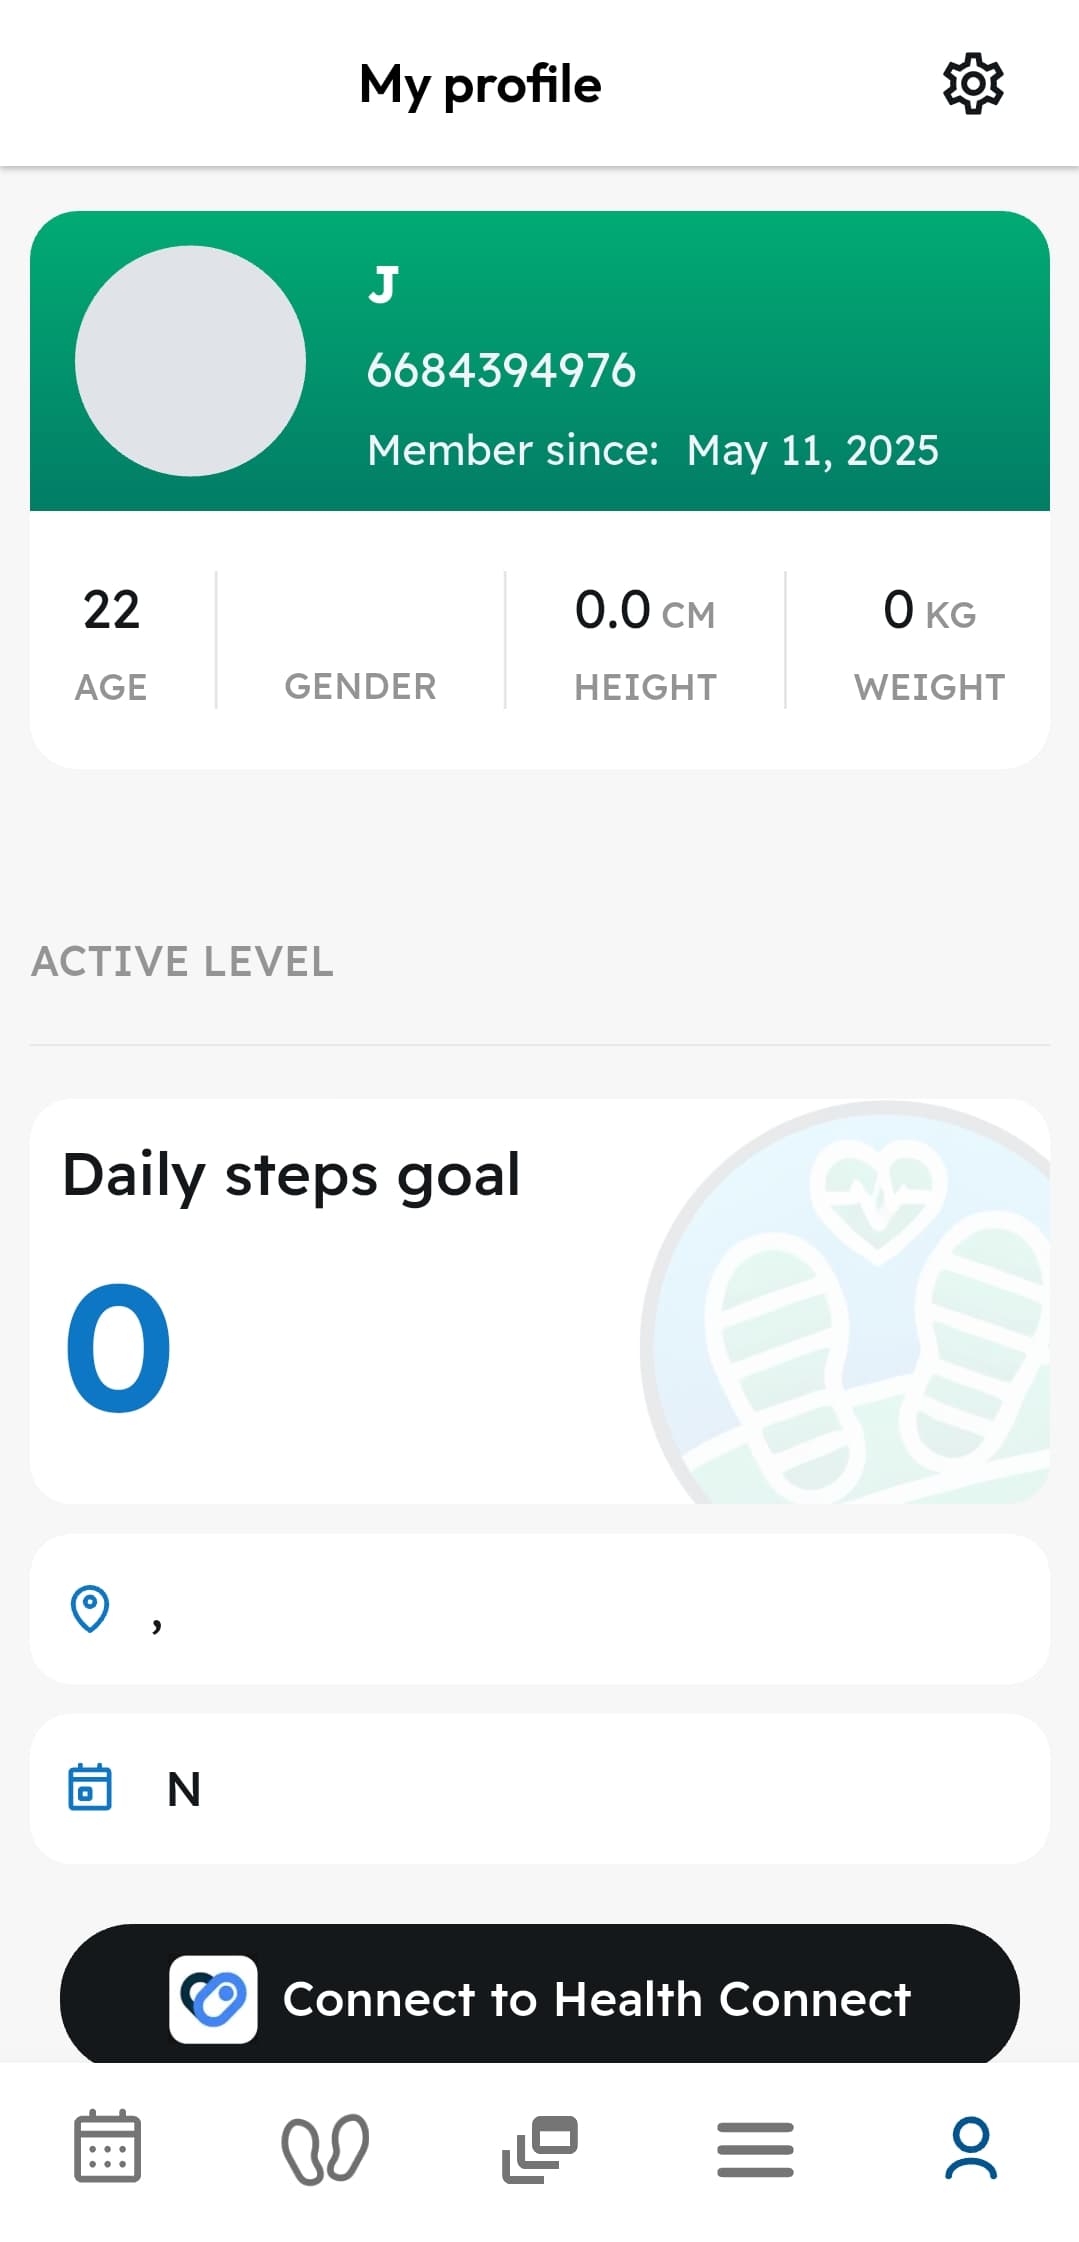 My profile
J
6684394976
Member since: May 11, 2025
22
AGE
GENDER
0.0 CM
HEIGHT
0 KG
WEIGHT
ACTIVE LEVEL
Daily steps goal
0
,
N
Connect to Health Connect